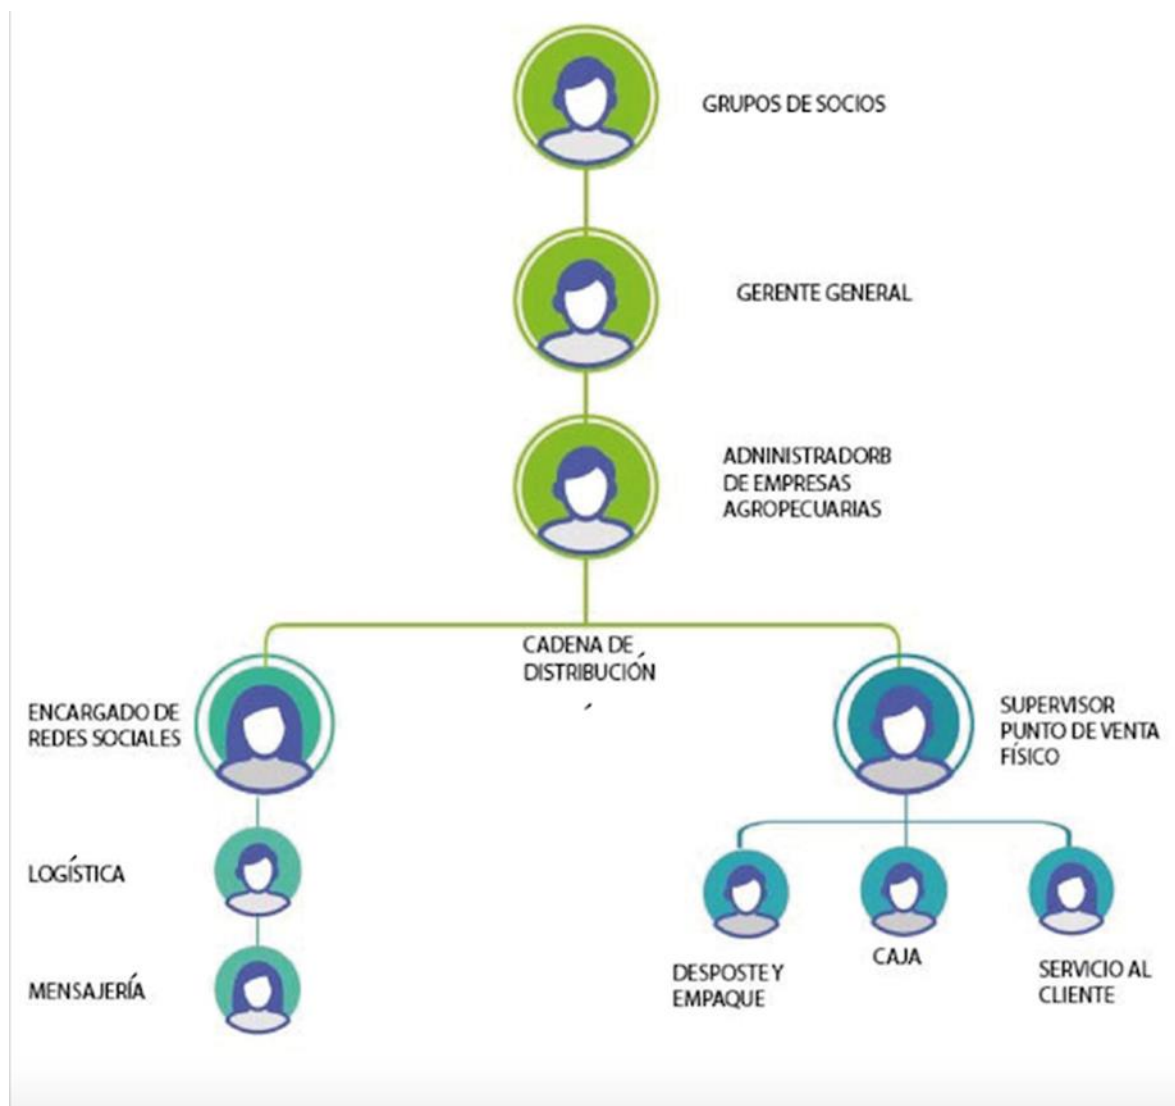 GRUPOS DE SOCIOS
GERENTE GENERAL
ADNINISTRADORB
DE EMPRESAS
AGROPECUARIAS
CADENA DE
DISTRIBUCIÓN
ENCARGADO DE
REDES SOCIALES
SUPERVISOR
PUNTO DE VENTA
FÍSICO
LOGÍSTICA
MENSAJERÍA
DESPOSTE Y
EMPAQUE
CAJA
SERVICIO AL
CLIENTE